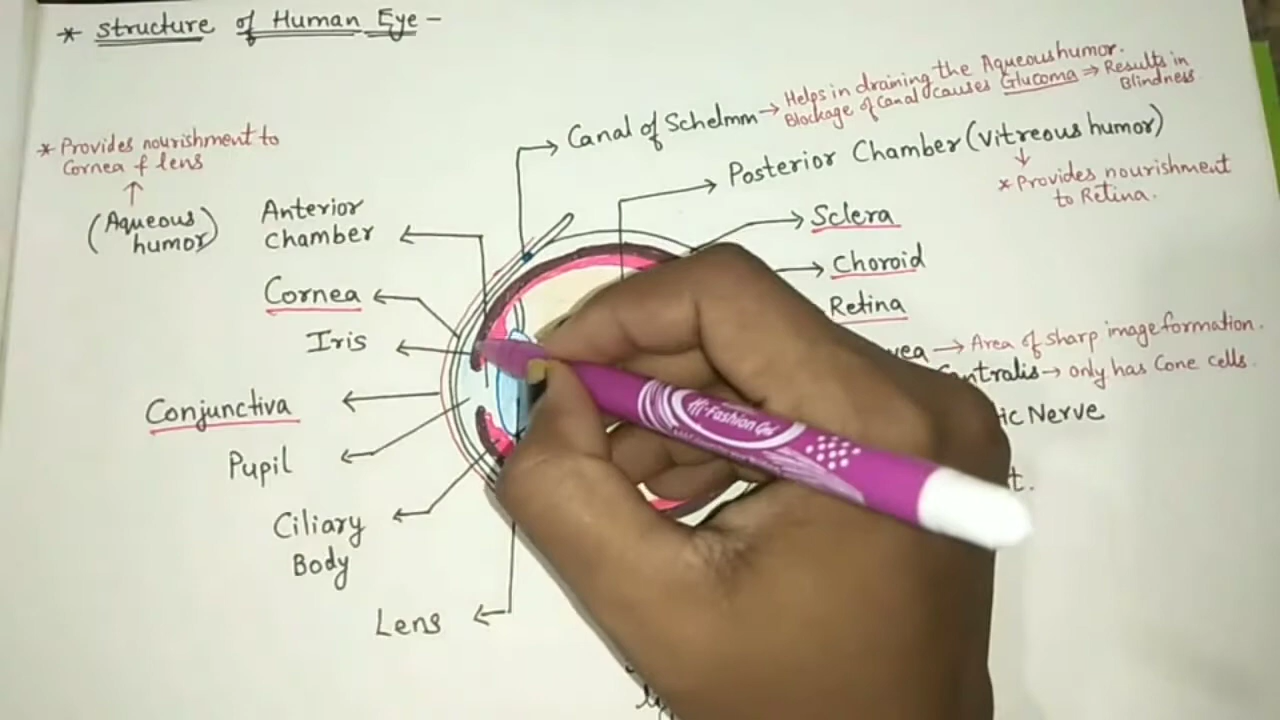 * Structure of Human Eye -
Canal of Schelmm → Helps in draining the Aqueous humor.
Blockage of Canal causes Glucoma ⇒ Results in
Blindness
Posterior Chamber (vitreous humor)
* Provides nourishment
to Retina.
* Provides nourishment to
Cornea & lens
(Aqueous
humor)
Anterior
chamber
Sclera
Choroid
Cornea
Retina
Iris
→ Area of sharp image formation.
Centralis → only has Cone cells.
Conjunctiva
Nerve
Pupil
Ciliary
Body
Lens
Hi-Fashion Gel